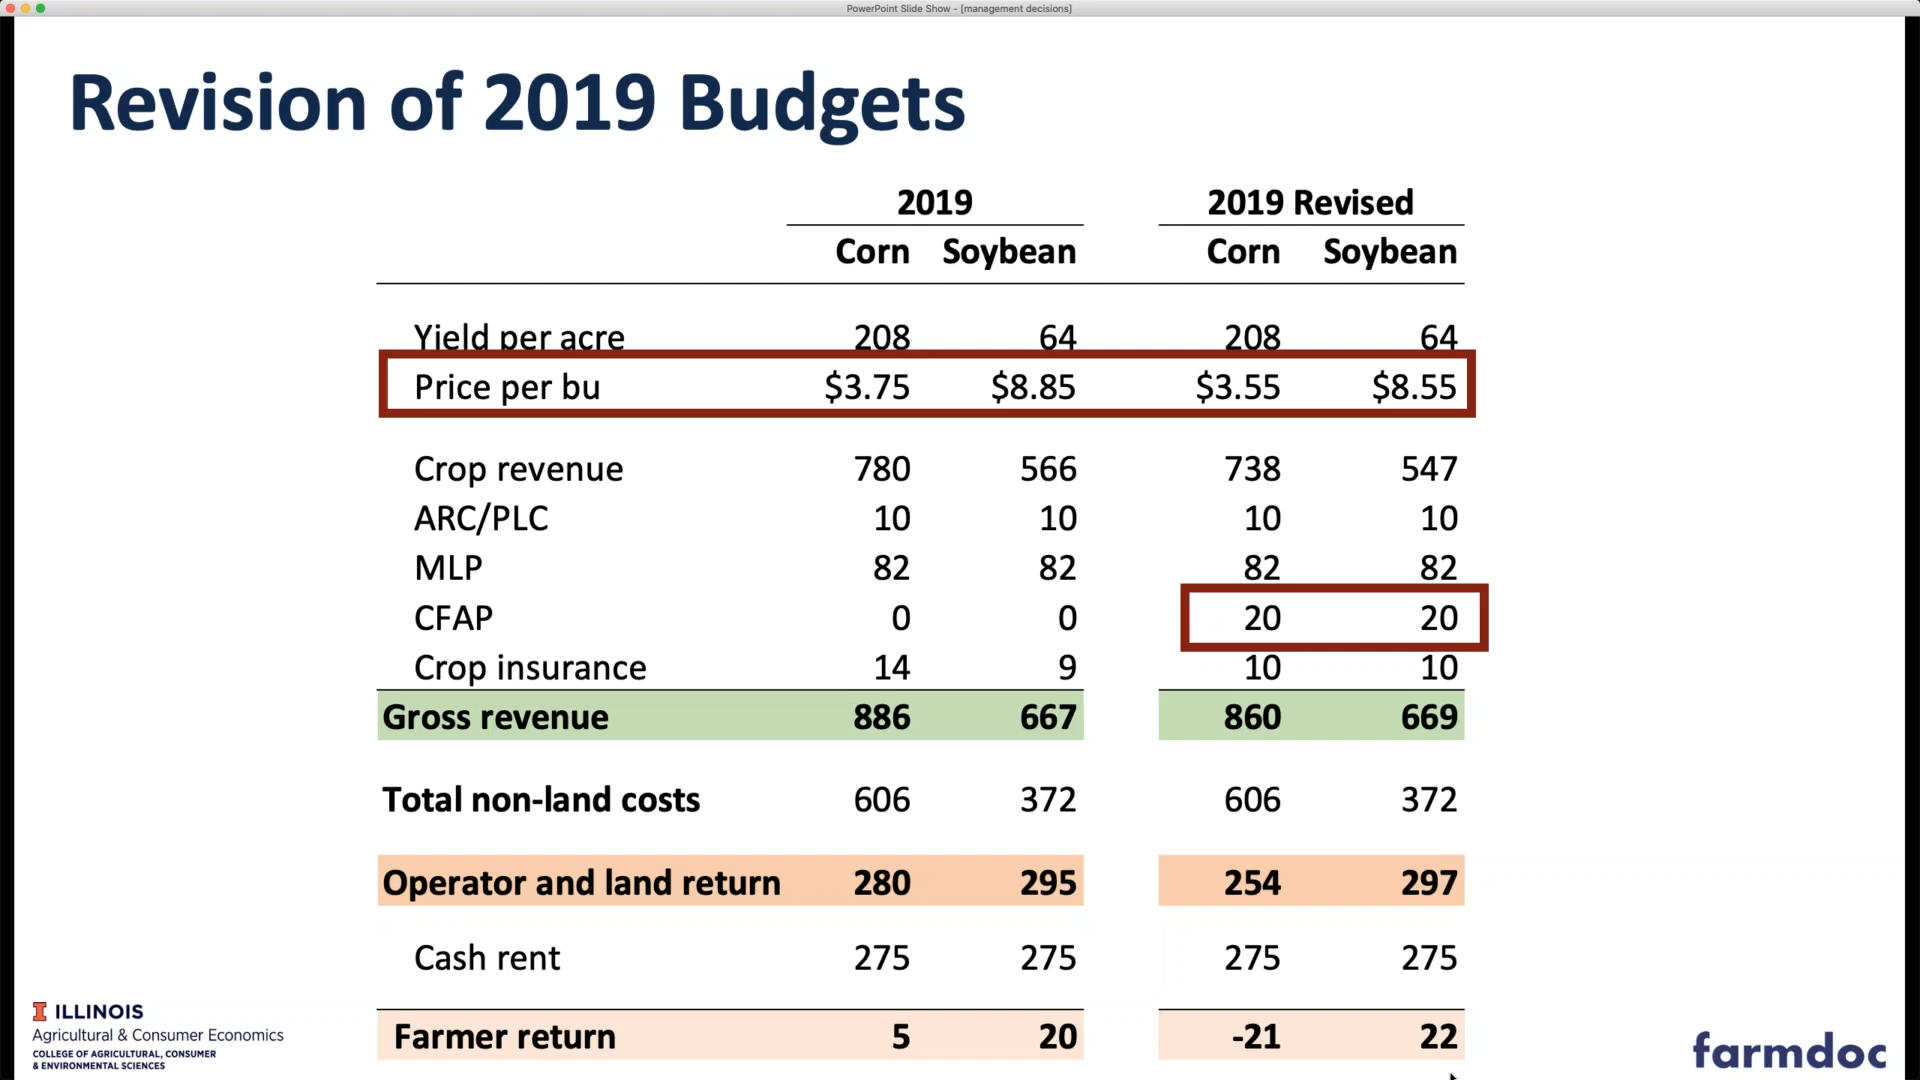 PowerPoint Slide Show - [management decisions]
Revision of 2019 Budgets
2019 2019 Revised
Corn Soybean Corn Soybean
Yield per acre 208 64 208 64
Price per bu $3.75 $8.85 $3.55 $8.55
Crop revenue 780 566 738 547
ARC/PLC 10 10 10 10
MLP 82 82 82 82
CFAP 0 0 20 20
Crop insurance 14 9 10 10
Gross revenue 886 667 860 669
Total non-land costs 606 372 606 372
Operator and land return 280 295 254 297
Cash rent 275 275 275 275
Farmer return 5 20 -21 22
I ILLINOIS
Agricultural & Consumer Economics
COLLEGE OF AGRICULTURAL, CONSUMER
& ENVIRONMENTAL SCIENCES
farmdoc